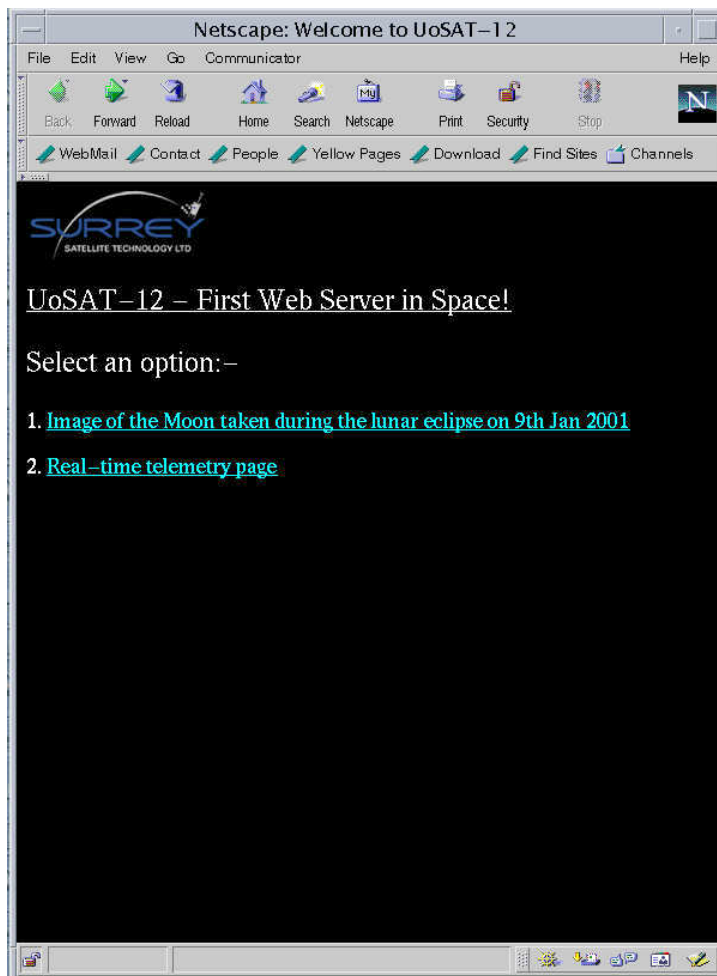 Netscape: Welcome to UoSAT-12
File Edit View Go Communicator Help
Back Forward Reload Home Search Netscape Print Security Stop
My
N
WebMail Contact People Yellow Pages Download Find Sites Channels
SURREY
SATELLITE TECHNOLOGY LTD
UoSAT-12 - First Web Server in Space!
Select an option:-
1. Image of the Moon taken during the lunar eclipse on 9th Jan 2001
2. Real-time telemetry page